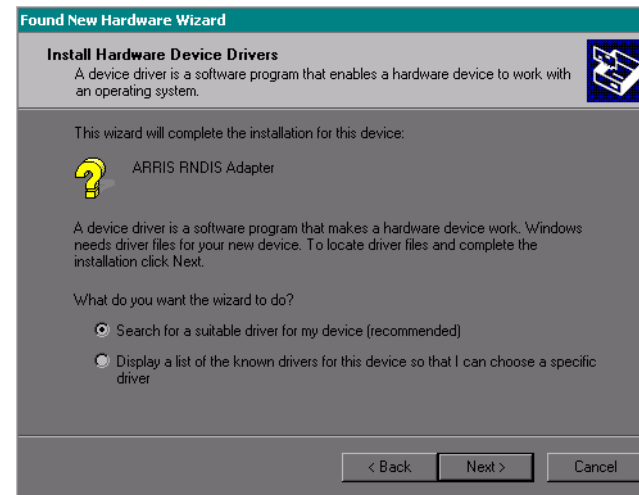 Found New Hardware Wizard
Install Hardware Device Drivers
A device driver is a software program that enables a hardware device to work with
an operating system.
This wizard will complete the installation for this device:
ARRIS RNDIS Adapter
A device driver is a software program that makes a hardware device work. Windows
needs driver files for your new device. To locate driver files and complete the
installation click Next.
What do you want the wizard to do?
Search for a suitable driver for my device (recommended)
Display a list of the known drivers for this device so that I can choose a specific
driver
< Back Next > Cancel